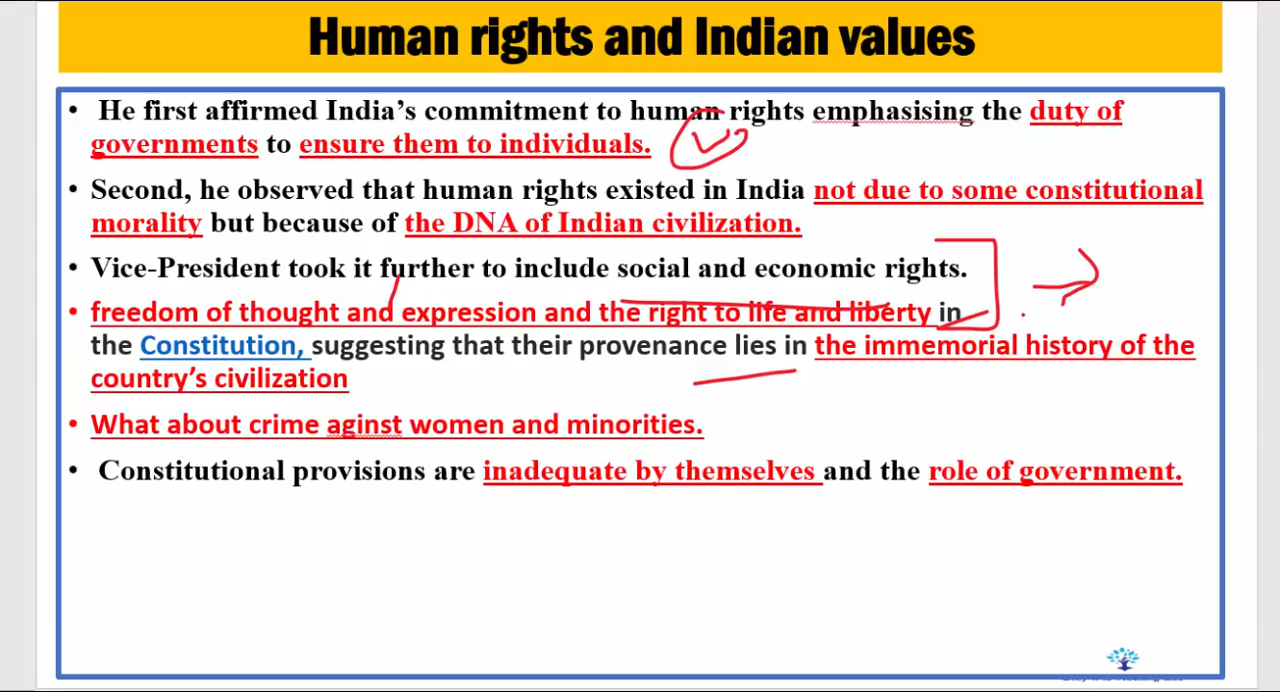 Human rights and Indian values
• He first affirmed India's commitment to human rights emphasising the duty of
governments to ensure them to individuals.
• Second, he observed that human rights existed in India not due to some constitutional
morality but because of the DNA of Indian civilization.
• Vice-President took it further to include social and economic rights.
• freedom of thought and expression and the right to life and liberty in
the Constitution, suggesting that their provenance lies in the immemorial history of the
country's civilization
• What about crime aginst women and minorities.
• Constitutional provisions are inadequate by themselves and the role of government.